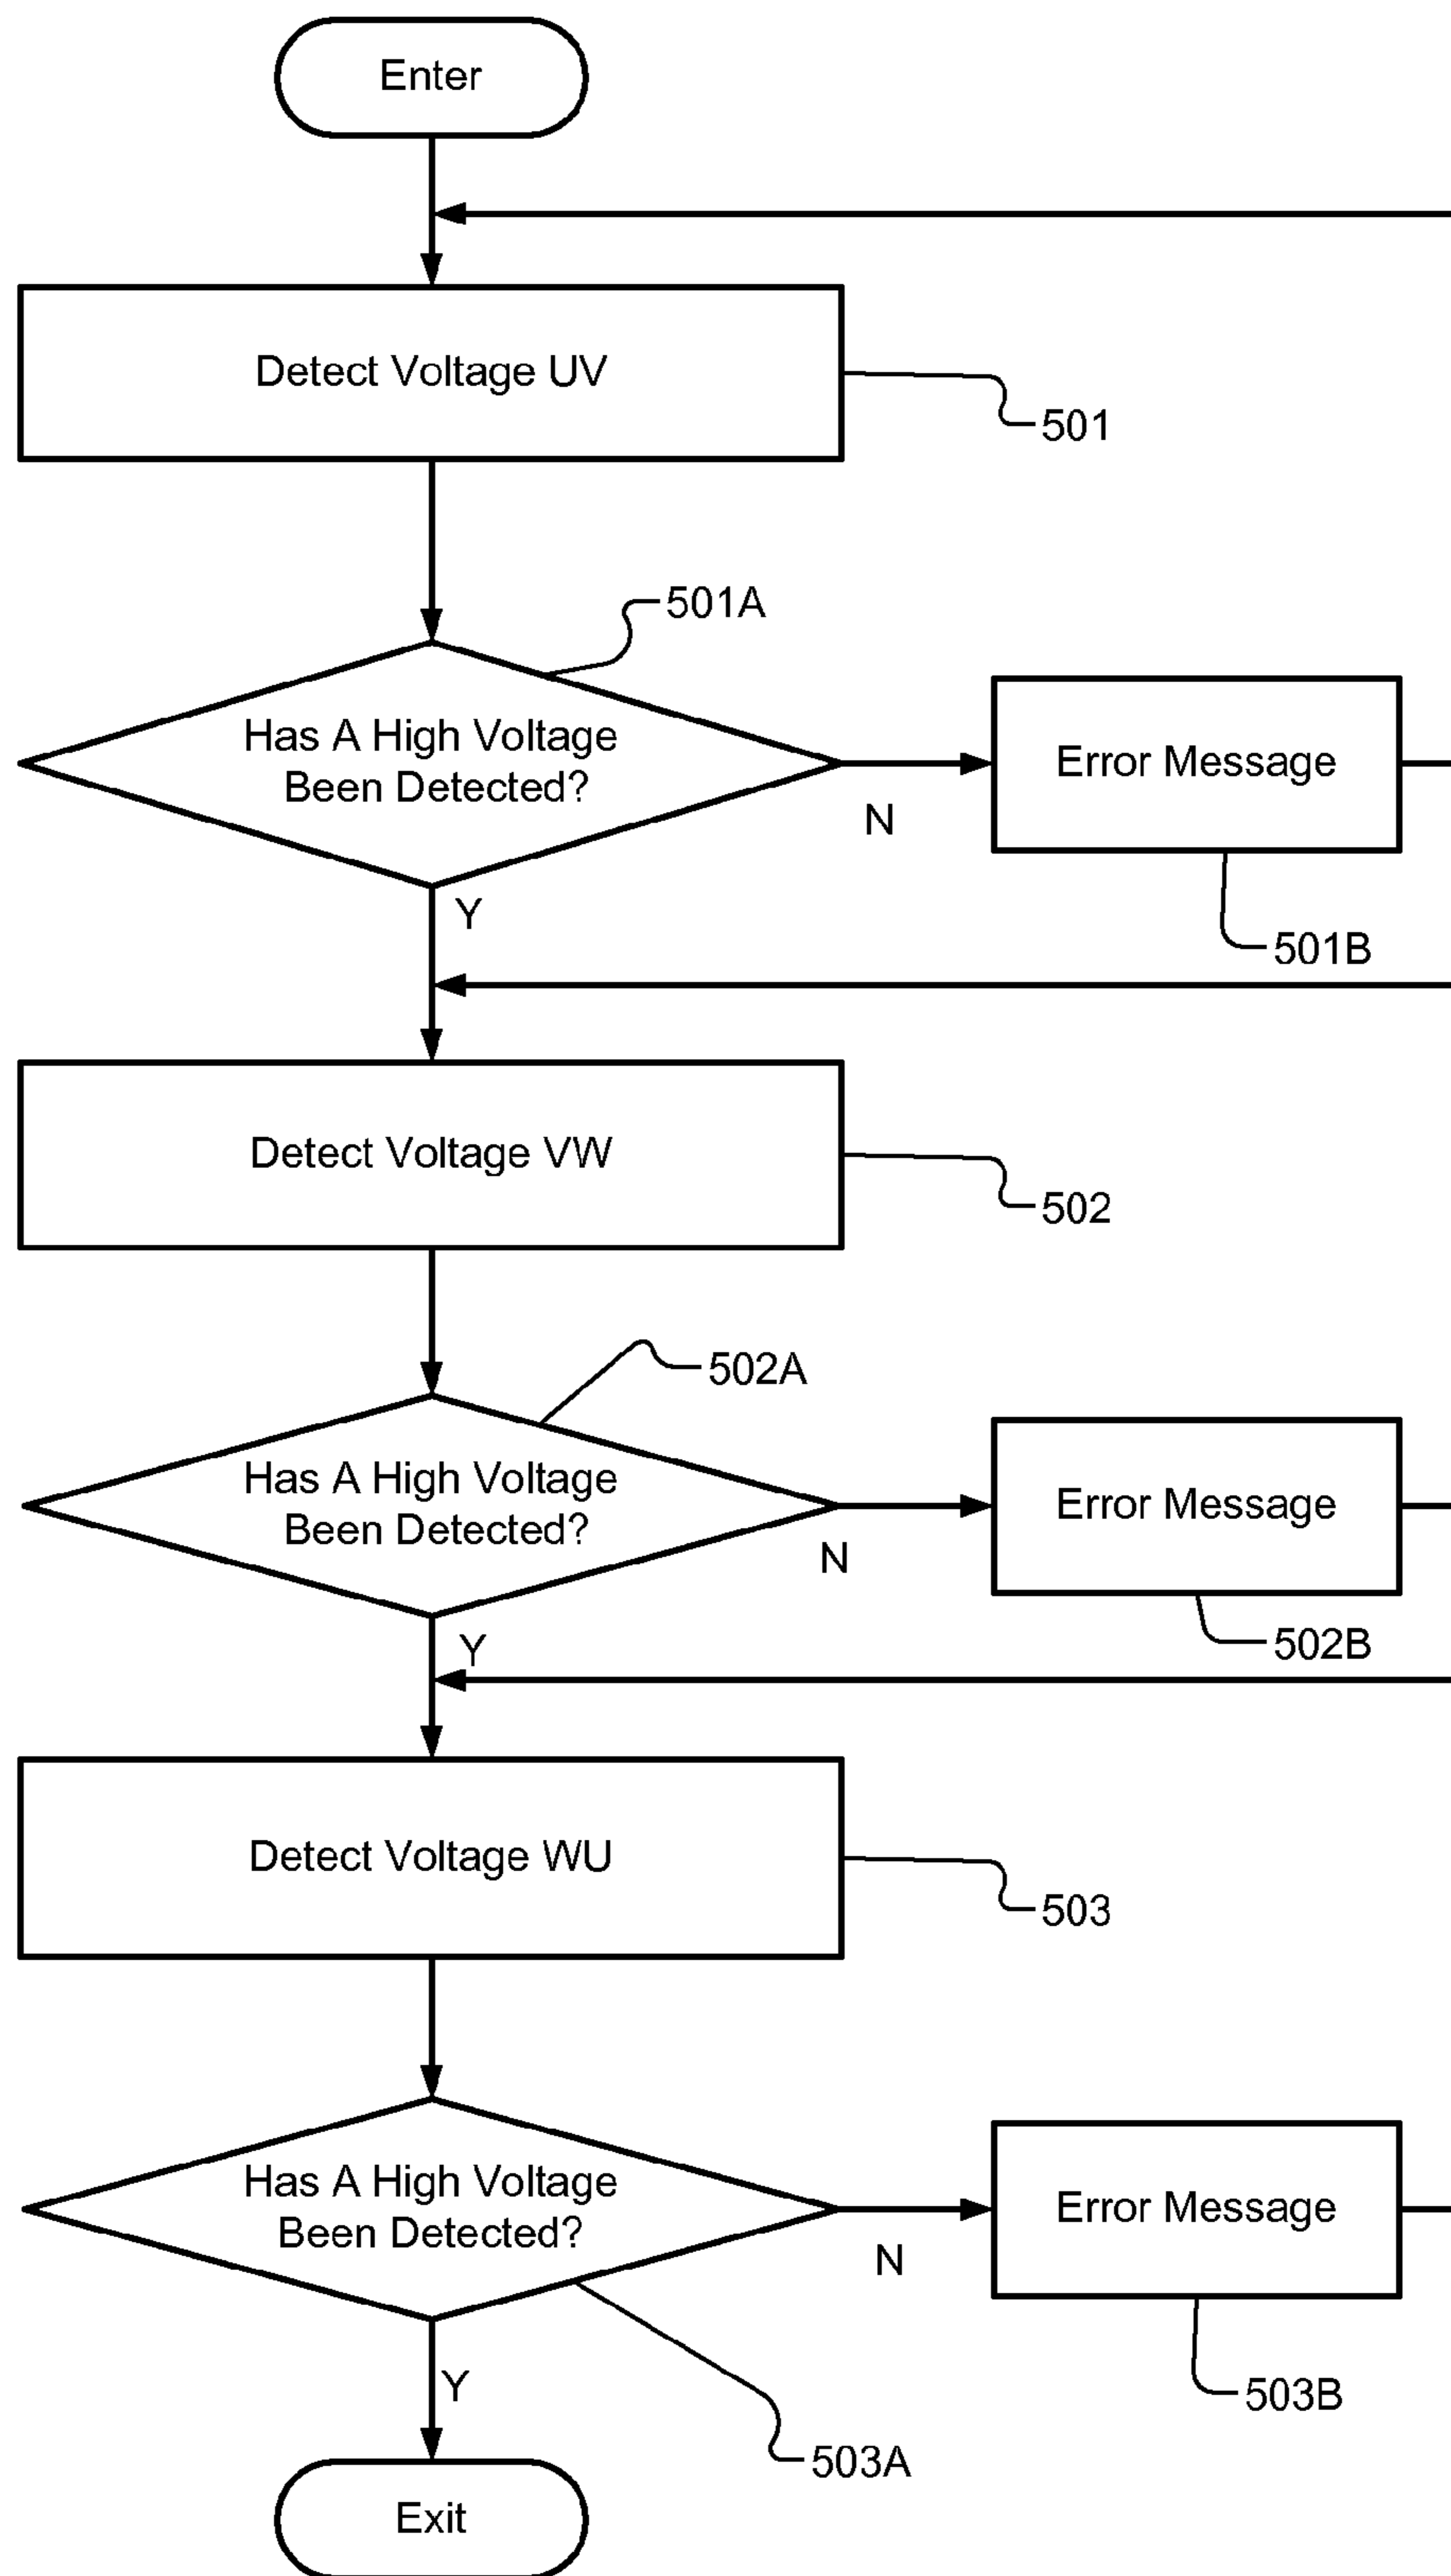 Enter
Detect Voltage UV
501
501A
Has A High Voltage
Been Detected?
Error Message
N
501B
Y
Detect Voltage VW
502
502A
Has A High Voltage
Been Detected?
Error Message
N
502B
Y
Detect Voltage WU
503
Has A High Voltage
Been Detected?
Error Message
N
503B
Y
503A
Exit